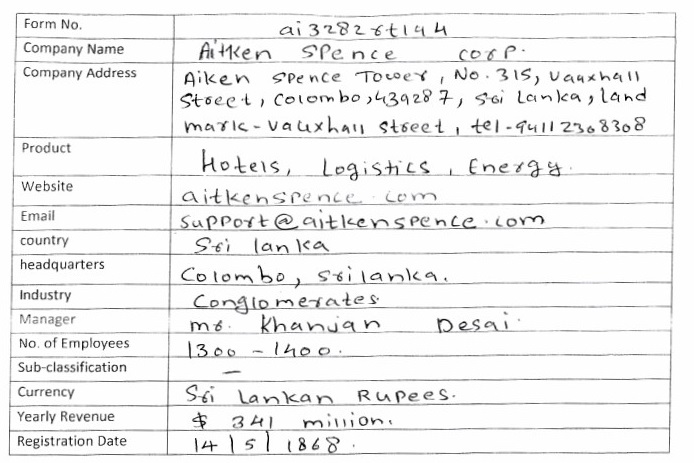 Form No. ai32826t144
Company Name Aitken Spence corp.
Company Address Aiken Spence Tower, No. 315, Vauxhall
Street, Colombo, 439287, Sri Lanka, land
mark - Vauxhall street, tel - 94112308308
Product Hotels, Logistics, Energy.
Website aitkenspence.com
Email support@aitkenspence.com
country Sri lanka
headquarters Colombo, Srilanka.
Industry Conglomerates.
Manager mr. Khanjan Desai.
No. of Employees 1300 - 1400.
Sub-classification —
Currency Sri Lankan Rupees.
Yearly Revenue $ 341 million.
Registration Date 14/5/1868.